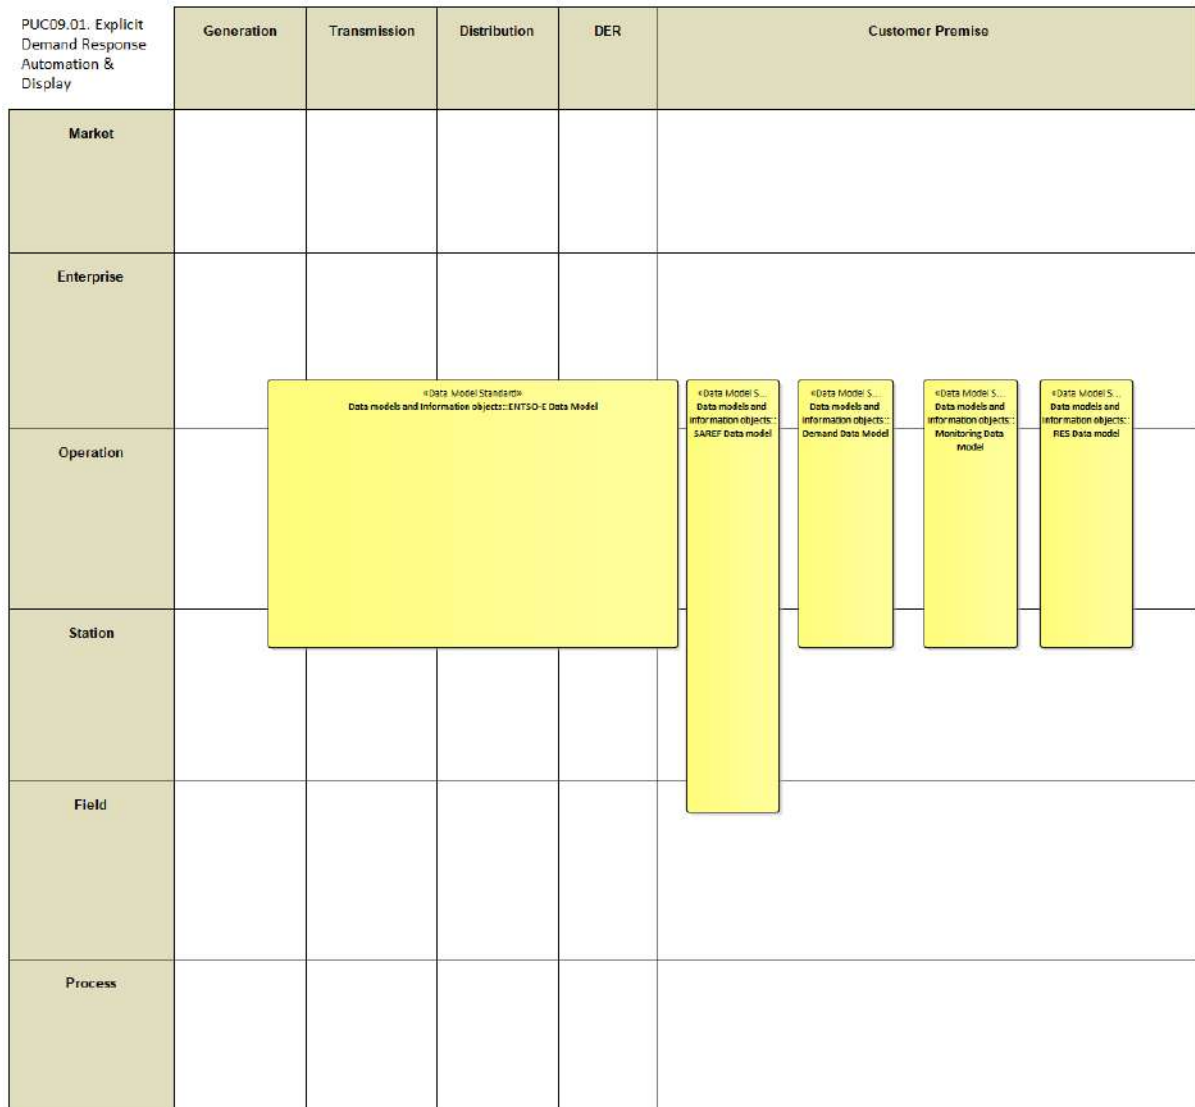 PUC09.01. Explicit
Demand Response
Automation &
Display
Generation
Transmission
Distribution
DER
Customer Premise
Market
Enterprise
«Data Model Standard»
Data models and Information objects::ENTSO-E Data Model
«Data Model S...
Data models and
Information objects::
SAREF Data model
«Data Model S...
Data models and
Information objects::
Demand Data Model
«Data Model S...
Data models and
Information objects::
Monitoring Data
Model
«Data Model S...
Data models and
Information objects::
RES Data model
Operation
Station
Field
Process